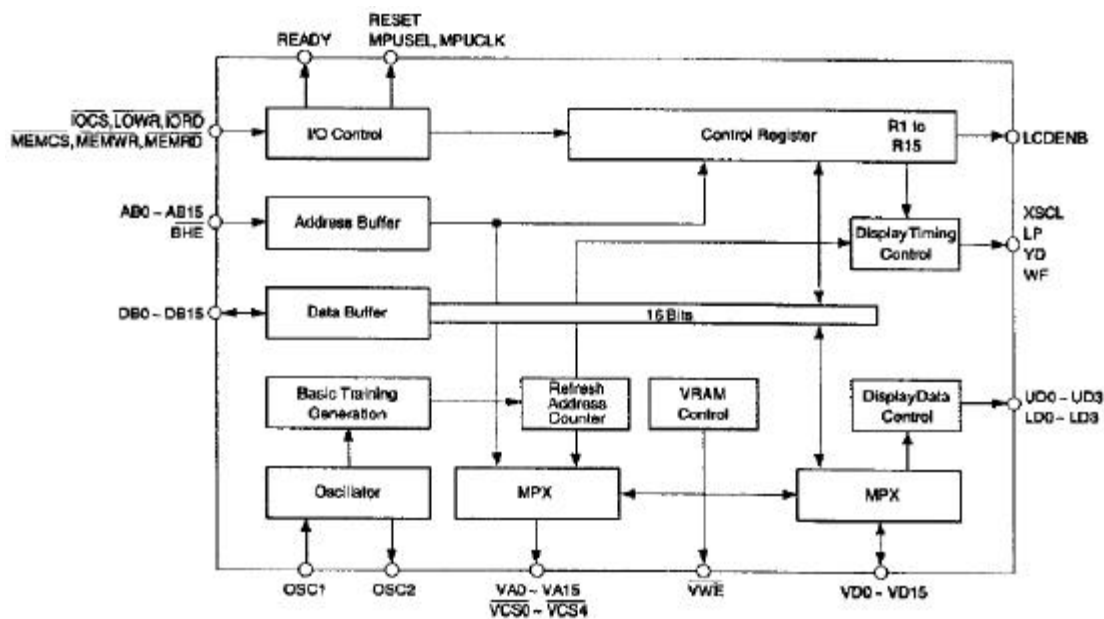 RESET
READY
MPUSEL, MPUCLK
IOCS, LOWR, IORD
MEMCS, MEMWR, MEMRD
I/O Control
Control Register
R1 to
R15
LCDENB
AB0 ~ AB15
BHE
Address Buffer
Display Timing
Control
XSCL
LP
YD
WF
DB0 ~ DB15
Data Buffer
16 Bits
Basic Training
Generation
Refresh
Address
Counter
VRAM
Control
Display Data
Control
UD0 ~ UD3
LD0 ~ LD3
Oscillator
MPX
MPX
OSC1
OSC2
VA0 ~ VA15
VCS0 ~ VCS4
VWE
VD0 ~ VD15